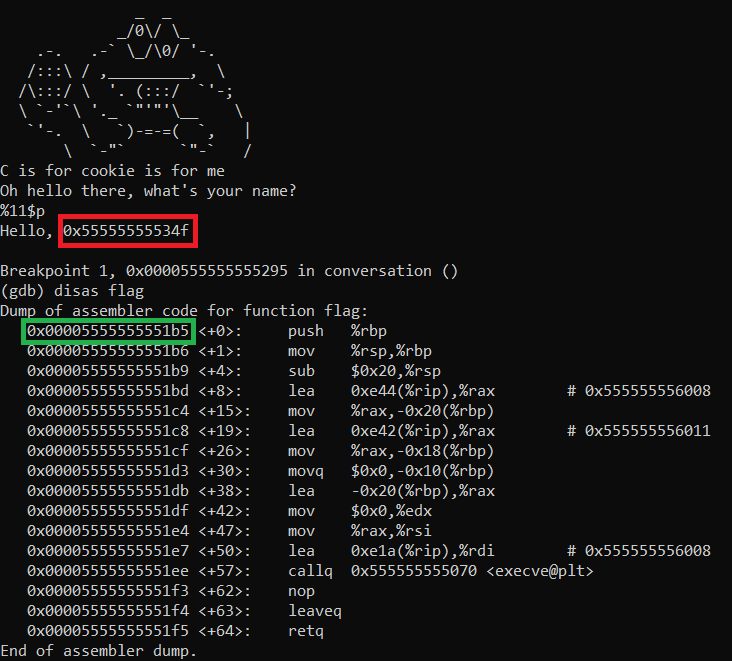 _  _
            _/0\/ \_
    .-.   .-` \_/\0/ '-.
   /:::\ / ,_________,  \
  /\:::/ \  '. (:::/  `'-;
  \ `-'`\ '._ `"'"'\__    \
   `'-.  \   `)-=-=(  `,   |
       \  `-"`      `"-`   /
C is for cookie is for me
Oh hello there, what's your name?
%11$p
Hello, 0x55555555534f
Breakpoint 1, 0x0000555555555295 in conversation ()
(gdb) disas flag
Dump of assembler code for function flag:
   0x00005555555551b5 <+0>:     push   %rbp
   0x00005555555551b6 <+1>:     mov    %rsp,%rbp
   0x00005555555551b9 <+4>:     sub    $0x20,%rsp
   0x00005555555551bd <+8>:     lea    0xe44(%rip),%rax        # 0x555555556008
   0x00005555555551c4 <+15>:    mov    %rax,-0x20(%rbp)
   0x00005555555551c8 <+19>:    lea    0xe42(%rip),%rax        # 0x555555556011
   0x00005555555551cf <+26>:    mov    %rax,-0x18(%rbp)
   0x00005555555551d3 <+30>:    movq   $0x0,-0x10(%rbp)
   0x00005555555551db <+38>:    lea    -0x20(%rbp),%rax
   0x00005555555551df <+42>:    mov    $0x0,%edx
   0x00005555555551e4 <+47>:    mov    %rax,%rsi
   0x00005555555551e7 <+50>:    lea    0xe1a(%rip),%rdi        # 0x555555556008
   0x00005555555551ee <+57>:    callq  0x555555555070 <execve@plt>
   0x00005555555551f3 <+62>:    nop
   0x00005555555551f4 <+63>:    leaveq
   0x00005555555551f5 <+64>:    retq
End of assembler dump.